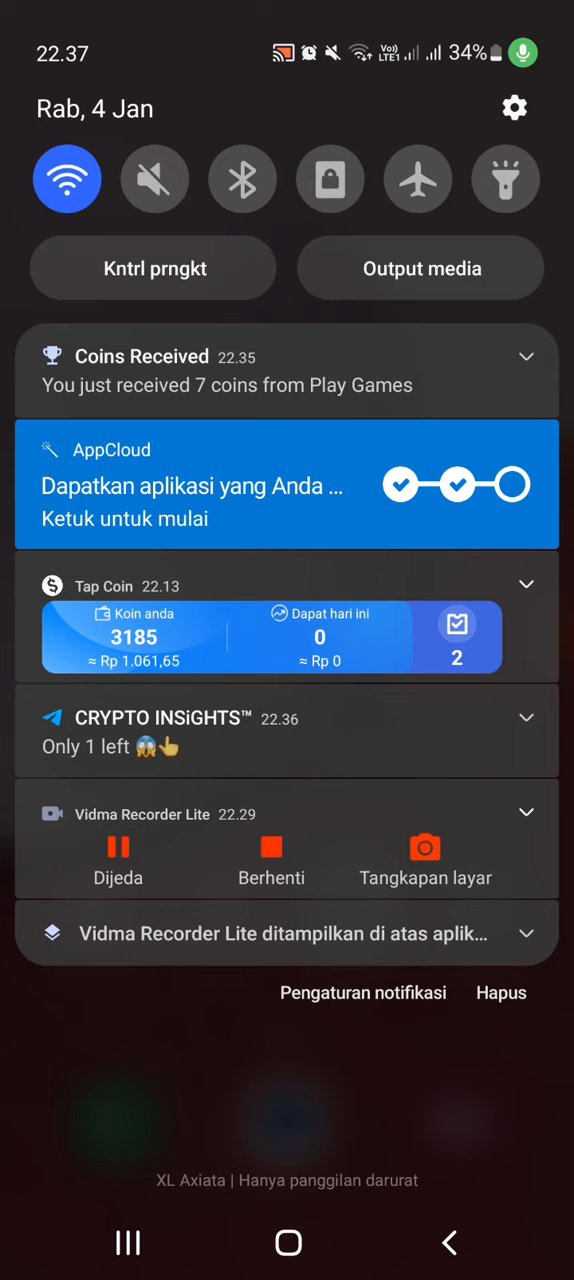 22.37
Vo)) LTE1 34%
Rab, 4 Jan
Kntrl prngkt
Output media
Coins Received 22.35
You just received 7 coins from Play Games
AppCloud
Dapatkan aplikasi yang Anda ...
Ketuk untuk mulai
Tap Coin 22.13
Koin anda
3185
≈ Rp 1.061,65
Dapat hari ini
0
≈ Rp 0
2
CRYPTO INSiGHTS™ 22.36
Only 1 left 😱👆
Vidma Recorder Lite 22.29
Dijeda
Berhenti
Tangkapan layar
Vidma Recorder Lite ditampilkan di atas aplik...
Pengaturan notifikasi
Hapus
XL Axiata | Hanya panggilan darurat